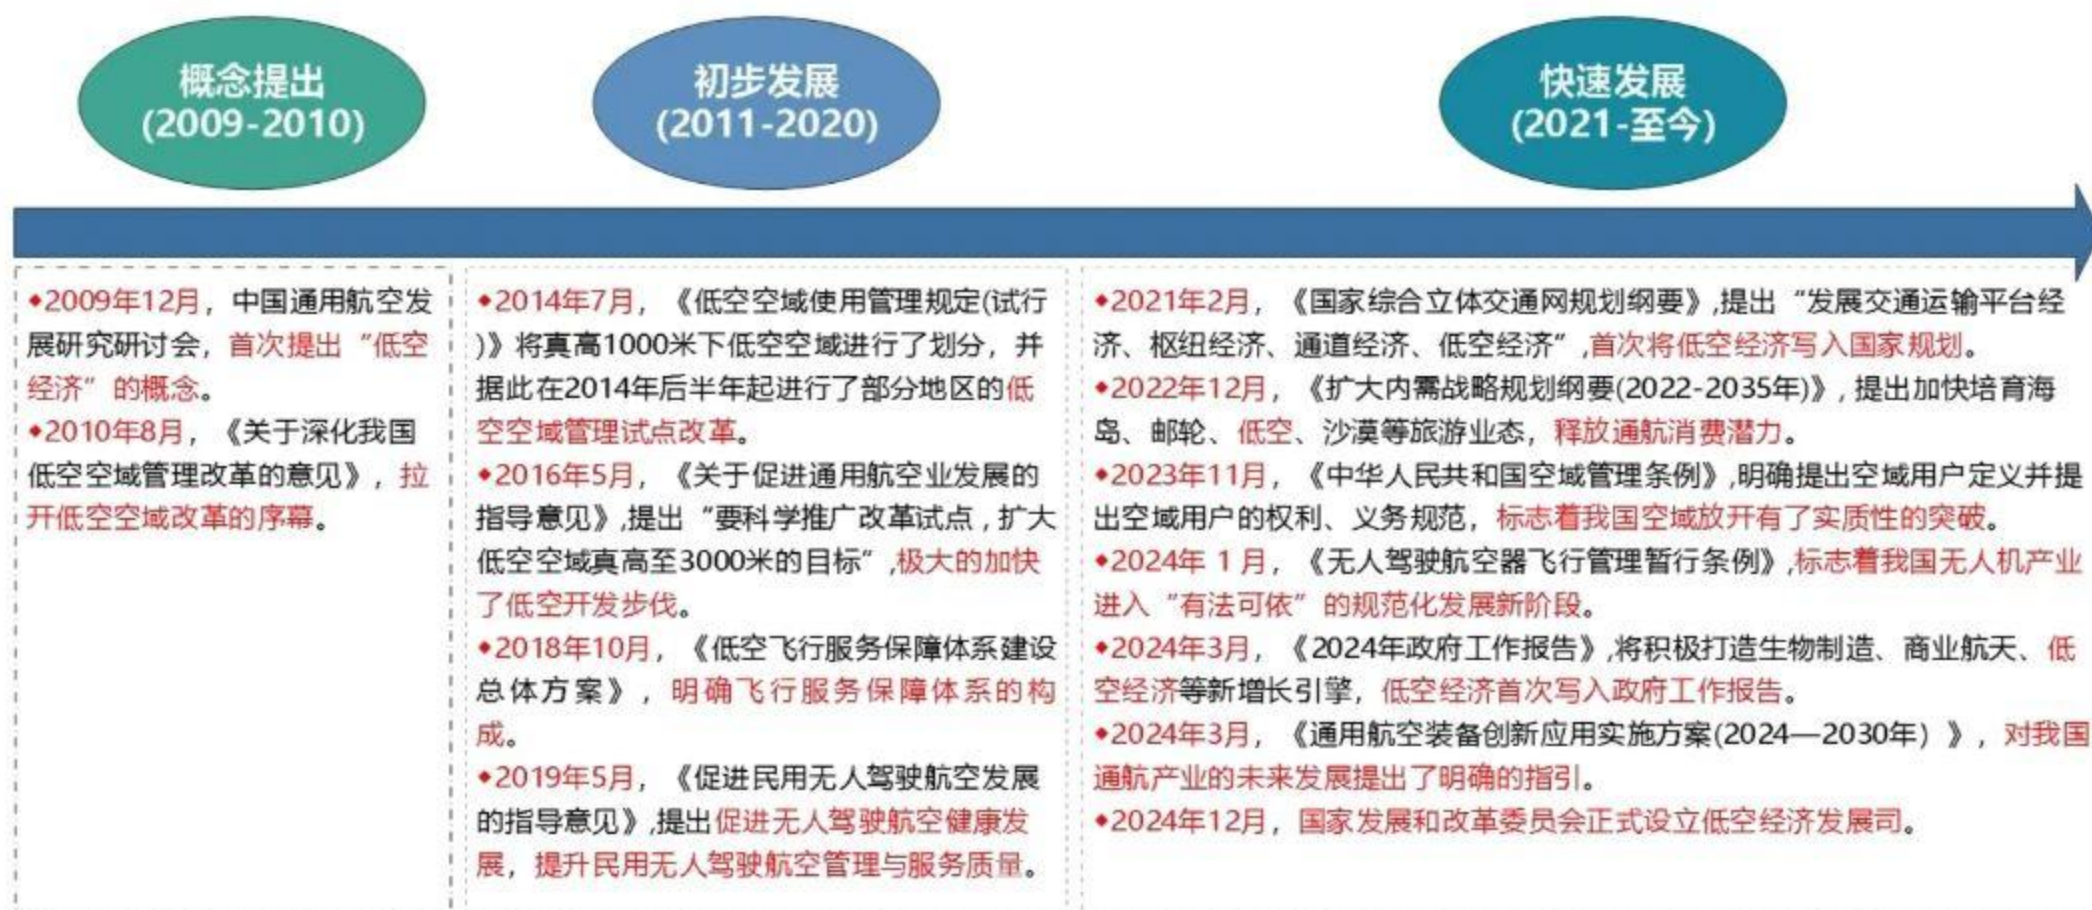 概念提出
(2009-2010)
初步发展
(2011-2020)
快速发展
(2021-至今)
◆2009年12月，中国通用航空发
展研究研讨会，首次提出“低空
经济”的概念。
◆2010年8月，《关于深化我国
低空空域管理改革的意见》，拉
开低空空域改革的序幕。
◆2014年7月，《低空空域使用管理规定(试行
)》将真高1000米下低空空域进行了划分，并
据此在2014年后半年起进行了部分地区的低
空空域管理试点改革。
◆2016年5月，《关于促进通用航空业发展的
指导意见》,提出“要科学推广改革试点，扩大
低空空域真高至3000米的目标”,极大的加快
了低空开发步伐。
◆2018年10月，《低空飞行服务保障体系建设
总体方案》，明确飞行服务保障体系的构
成。
◆2019年5月，《促进民用无人驾驶航空发展
的指导意见》,提出促进无人驾驶航空健康发
展，提升民用无人驾驶航空管理与服务质量。
◆2021年2月，《国家综合立体交通网规划纲要》,提出“发展交通运输平台经
济、枢纽经济、通道经济、低空经济”,首次将低空经济写入国家规划。
◆2022年12月，《扩大内需战略规划纲要(2022-2035年)》, 提出加快培育海
岛、邮轮、低空、沙漠等旅游业态，释放通航消费潜力。
◆2023年11月，《中华人民共和国空域管理条例》,明确提出空域用户定义并提
出空域用户的权利、义务规范，标志着我国空域放开有了实质性的突破。
◆2024年 1 月，《无人驾驶航空器飞行管理暂行条例》,标志着我国无人机产业
进入“有法可依”的规范化发展新阶段。
◆2024年3月，《2024年政府工作报告》,将积极打造生物制造、商业航天、低
空经济等新增长引擎，低空经济首次写入政府工作报告。
◆2024年3月，《通用航空装备创新应用实施方案(2024—2030年）》，对我国
通航产业的未来发展提出了明确的指引。
◆2024年12月，国家发展和改革委员会正式设立低空经济发展司。